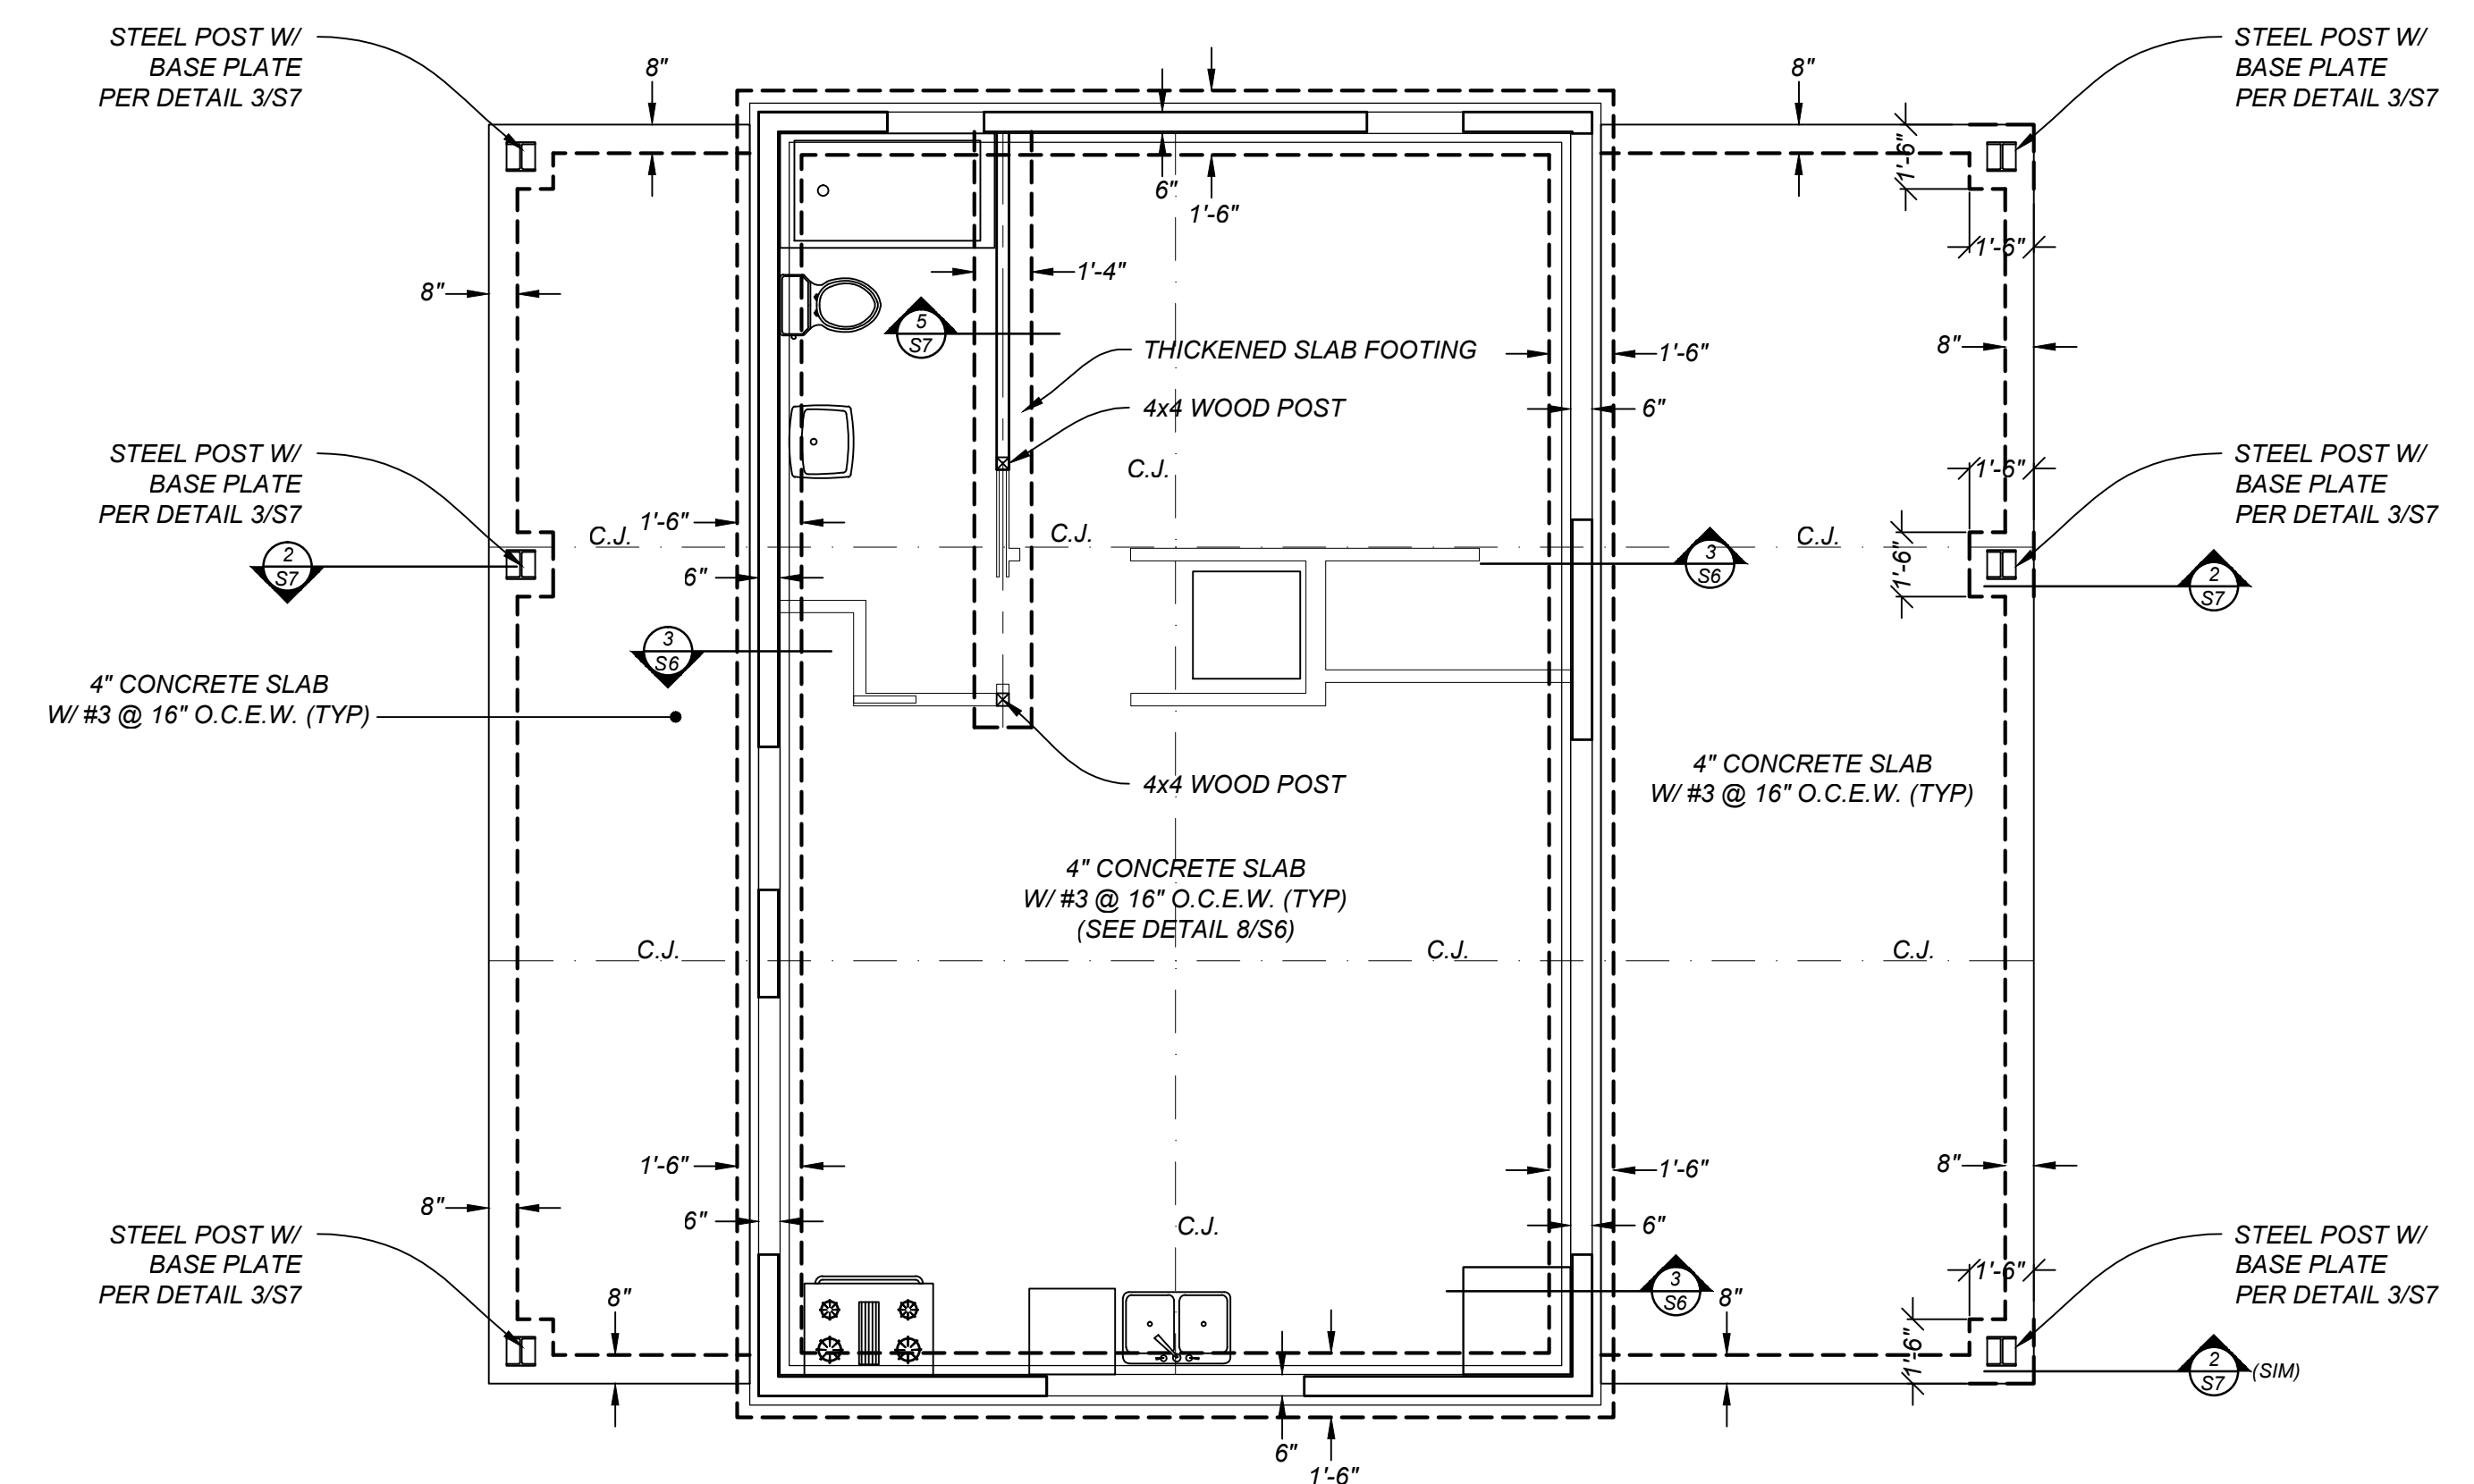 STEEL POST W/
BASE PLATE
PER DETAIL 3/S7
8"
8"
STEEL POST W/
BASE PLATE
PER DETAIL 3/S7
1'-6"
6"
1'-6"
1'-6"
1'-4"
8"
5
S7
THICKENED SLAB FOOTING
1'-6"
8"
4x4 WOOD POST
6"
STEEL POST W/
BASE PLATE
PER DETAIL 3/S7
C.J.
1'-6"
STEEL POST W/
BASE PLATE
PER DETAIL 3/S7
1'-6"
C.J.
C.J.
C.J.
2
S7
6"
3
S6
1'-6"
2
S7
3
S6
4" CONCRETE SLAB
W/ #3 @ 16" O.C.E.W. (TYP)
4x4 WOOD POST
4" CONCRETE SLAB
W/ #3 @ 16" O.C.E.W. (TYP)
4" CONCRETE SLAB
W/ #3 @ 16" O.C.E.W. (TYP)
(SEE DETAIL 8/S6)
C.J.
C.J.
C.J.
1'-6"
1'-6"
8"
8"
6"
C.J.
6"
STEEL POST W/
BASE PLATE
PER DETAIL 3/S7
8"
3
S6
8"
1'-6"
STEEL POST W/
BASE PLATE
PER DETAIL 3/S7
1'-6"
2
S7
(SIM)
6"
1'-6"